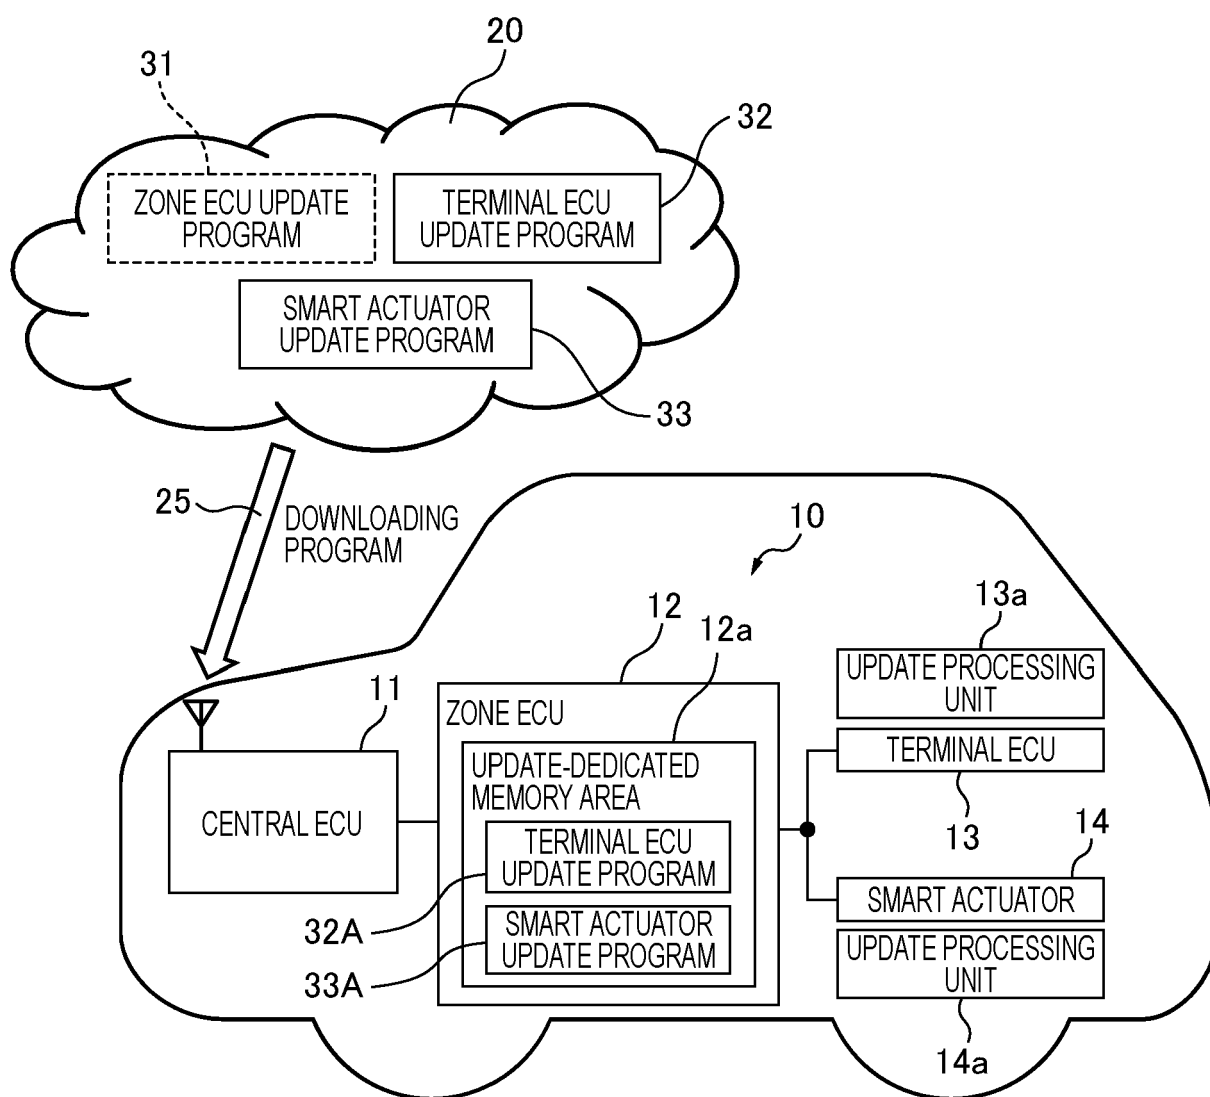 20
31
32
ZONE ECU UPDATE
PROGRAM
TERMINAL ECU
UPDATE PROGRAM
SMART ACTUATOR
UPDATE PROGRAM
33
25
DOWNLOADING
PROGRAM
10
12
12a
13a
11
ZONE ECU
UPDATE-DEDICATED
MEMORY AREA
CENTRAL ECU
TERMINAL ECU
UPDATE PROGRAM
SMART ACTUATOR
UPDATE PROGRAM
32A
33A
UPDATE PROCESSING
UNIT
TERMINAL ECU
13
14
SMART ACTUATOR
UPDATE PROCESSING
UNIT
14a